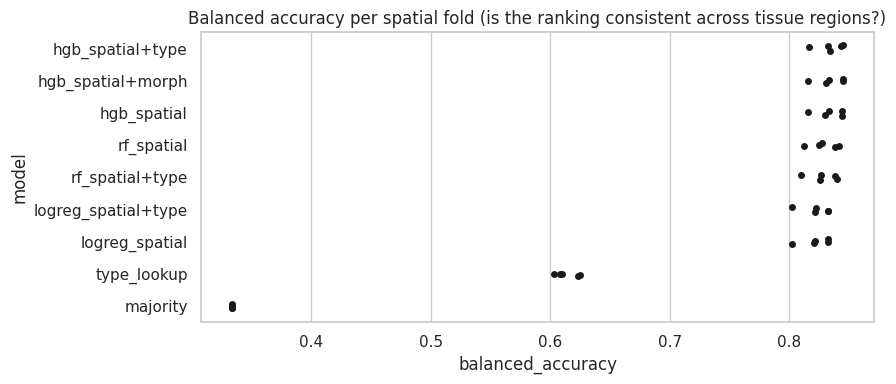 Balanced accuracy per spatial fold (is the ranking consistent across tissue regions?)
hgb_spatial+type
hgb_spatial+morph
hgb_spatial
rf_spatial
rf_spatial+type
logreg_spatial+type
logreg_spatial
type_lookup
majority
model
0.4 0.5 0.6 0.7 0.8
balanced_accuracy